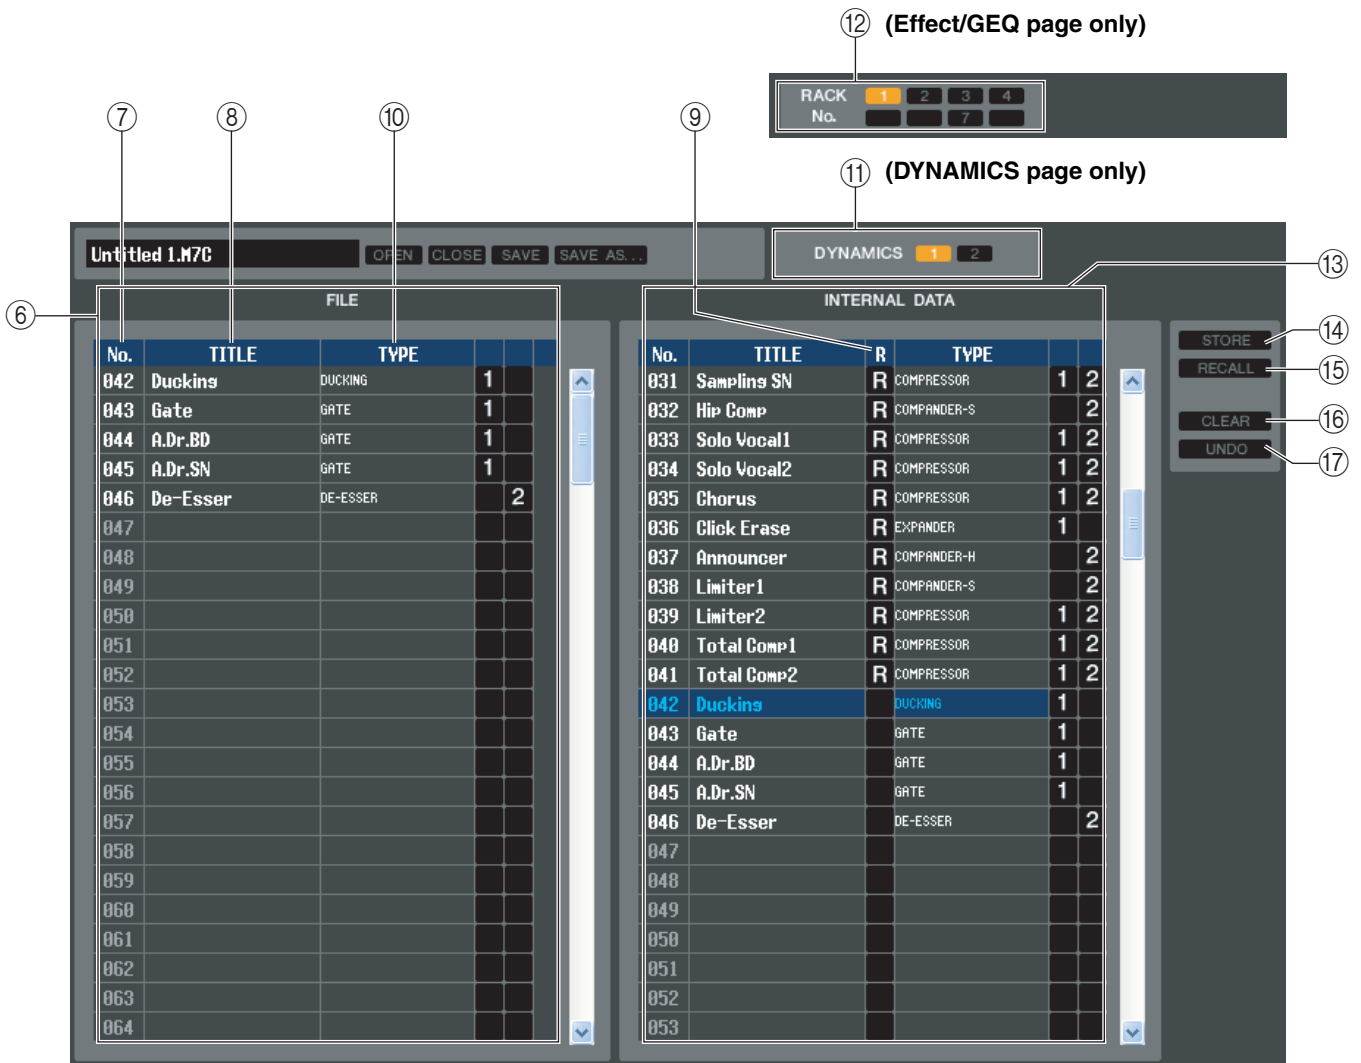 ⑫ (Effect/GEQ page only)
RACK 1 2 3 4
No. 7
⑦ ⑧ ⑩ ⑨
⑪ (DYNAMICS page only)
Untitled 1.M7C OPEN CLOSE SAVE SAVE AS...
DYNAMICS 1 2
⑬
⑥
FILE
No. TITLE TYPE
042 Ducking DUCKING 1
043 Gate GATE 1
044 A.Dr.BD GATE 1
045 A.Dr.SN GATE 1
046 De-Esser DE-ESSER 2
047
048
049
050
051
052
053
054
055
056
057
058
059
060
061
062
063
064
INTERNAL DATA
No. TITLE R TYPE
031 Sampling SN R COMPRESSOR 1 2
032 Hip Comp R COMPANDER-S 2
033 Solo Vocal1 R COMPRESSOR 1 2
034 Solo Vocal2 R COMPRESSOR 1 2
035 Chorus R COMPRESSOR 1 2
036 Click Erase R EXPANDER 1
037 Announcer R COMPANDER-H 2
038 Limiter1 R COMPANDER-S 2
039 Limiter2 R COMPRESSOR 1 2
040 Total Comp1 R COMPRESSOR 1 2
041 Total Comp2 R COMPRESSOR 1 2
042 Ducking DUCKING 1
043 Gate GATE 1
044 A.Dr.BD GATE 1
045 A.Dr.SN GATE 1
046 De-Esser DE-ESSER 2
047
048
049
050
051
052
053
STORE ⑭
RECALL ⑮
CLEAR ⑯
UNDO ⑰